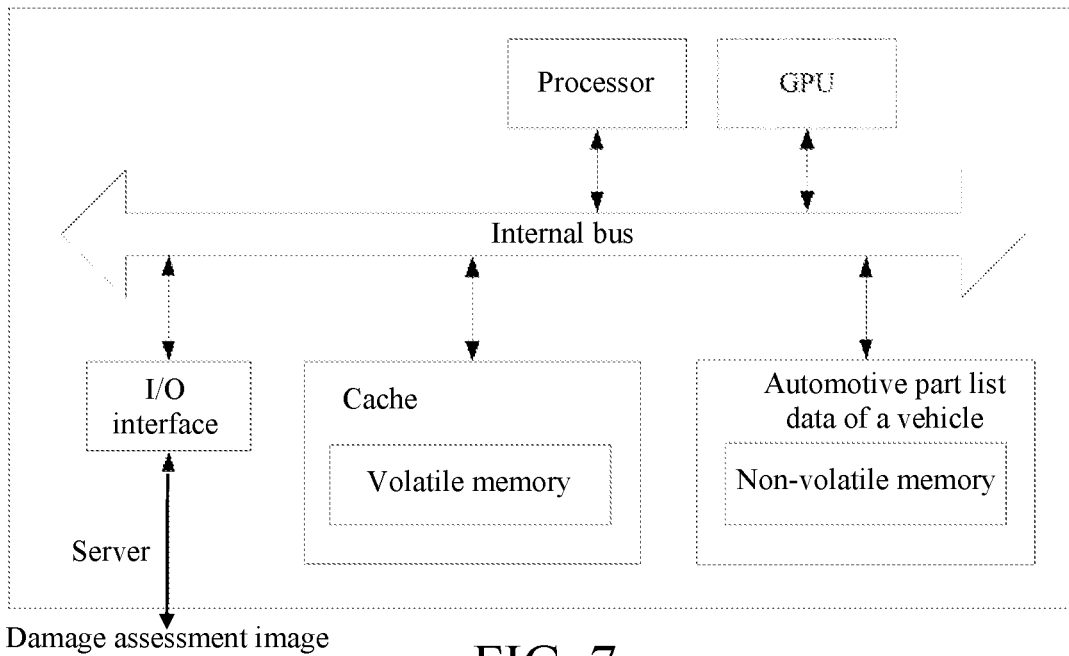 Processor
GPU
Internal bus
I/O
interface
Cache
Volatile memory
Automotive part list
data of a vehicle
Non-volatile memory
Server
Damage assessment image
FIG. 7